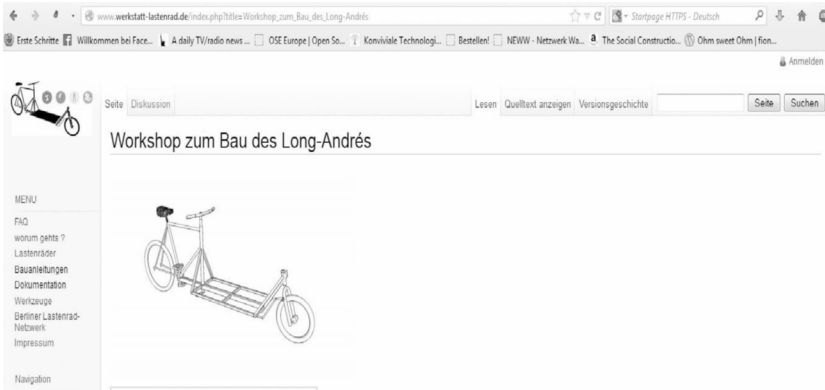 www.werkstatt-lastenrad.de/index.php?title=Workshop_zum_Bau_des_Long-Andrés
Startpage HTTPS - Deutsch
Erste Schritte Willkommen bei Face... A daily TV/radio news ... OSE Europe | Open So... Konviviale Technologi... Bestellen! NEWW - Netzwerk Wa... The Social Constructio... Ohm sweet Ohm | fion...
Anmelden
Seite Diskussion Lesen Quelltext anzeigen Versionsgeschichte Seite Suchen
Workshop zum Bau des Long-Andrés
MENU
FAQ
worum gehts ?
Lastenräder
Bauanleitungen
Dokumentation
Werkzeuge
Berliner Lastenrad-
Netzwerk
Impressum
Navigation